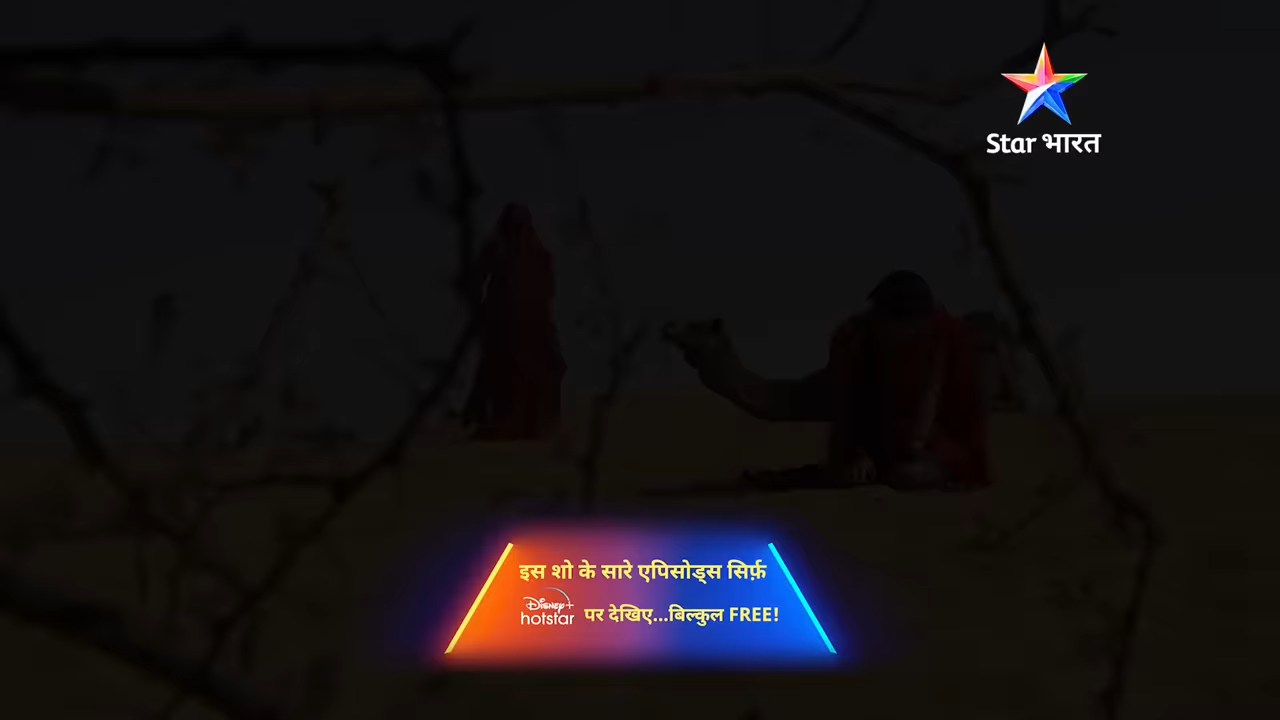 Star भारत
इस शो के सारे एपिसोड्स सिर्फ़
Disney+ hotstar पर देखिए...बिल्कुल FREE!